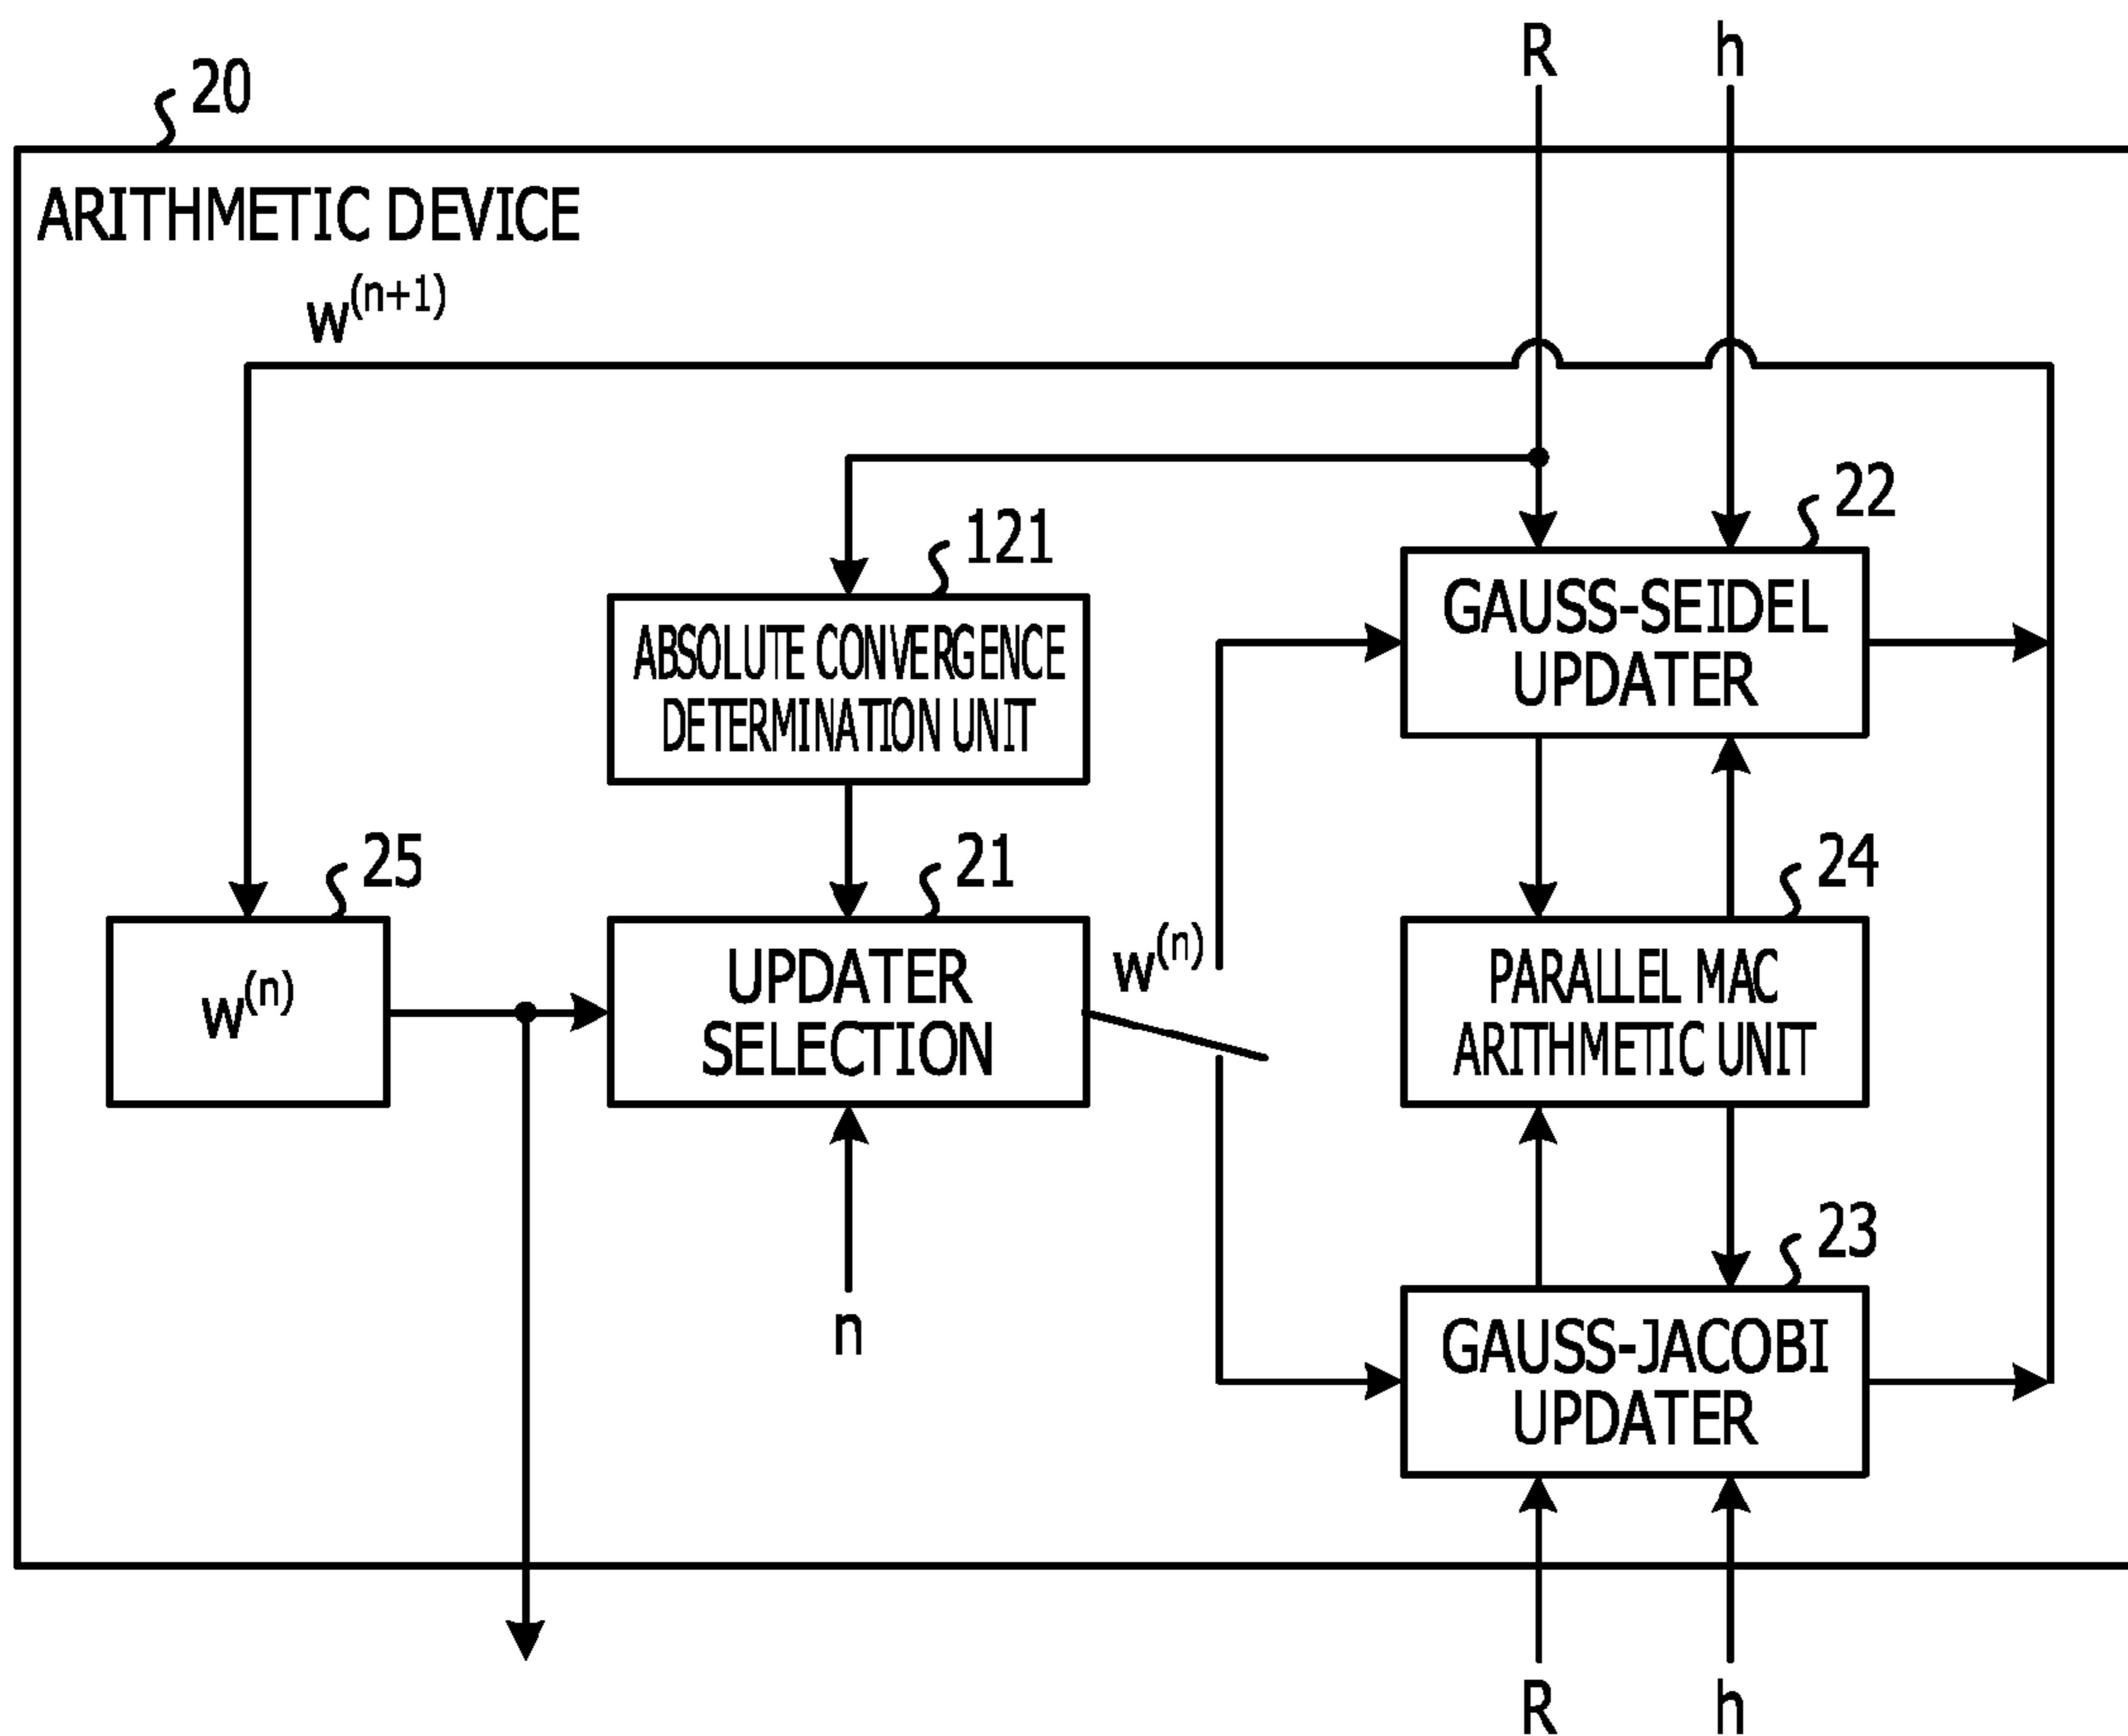 R h
20
ARITHMETIC DEVICE
w(n+1)
22
121
GAUSS-SEIDEL
UPDATER
ABSOLUTE CONVERGENCE
DETERMINATION UNIT
25
21
24
w(n)
UPDATER
SELECTION
w(n)
PARALLEL MAC
ARITHMETIC UNIT
23
n
GAUSS-JACOBI
UPDATER
R h